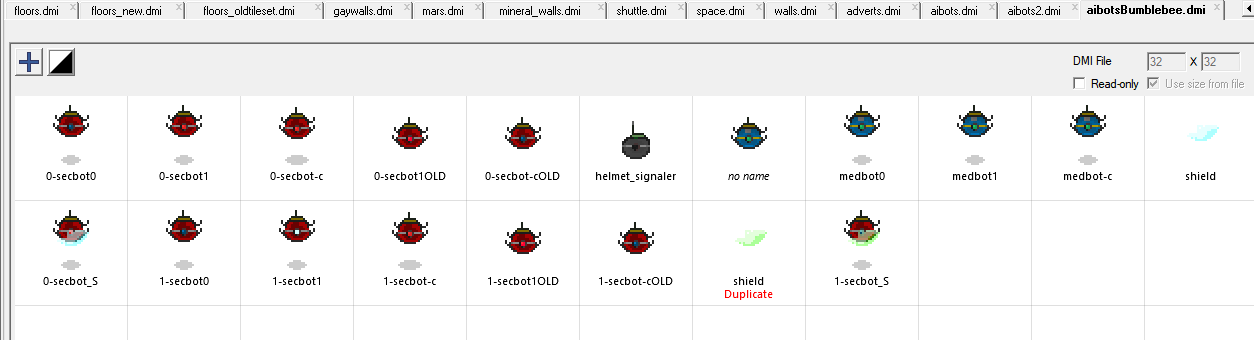 floors.dmi floors_new.dmi floors_oldtileset.dmi gaywalls.dmi mars.dmi mineral_walls.dmi shuttle.dmi space.dmi walls.dmi adverts.dmi aibots.dmi aibots2.dmi aibotsBumblebee.dmi
DMI File 32 X 32
Read-only Use size from file
0-secbot0 0-secbot1 0-secbot-c 0-secbot1OLD 0-secbot-cOLD helmet_signaler no name medbot0 medbot1 medbot-c shield
0-secbot_S 1-secbot0 1-secbot1 1-secbot-c 1-secbot1OLD 1-secbot-cOLD shield 1-secbot_S
Duplicate